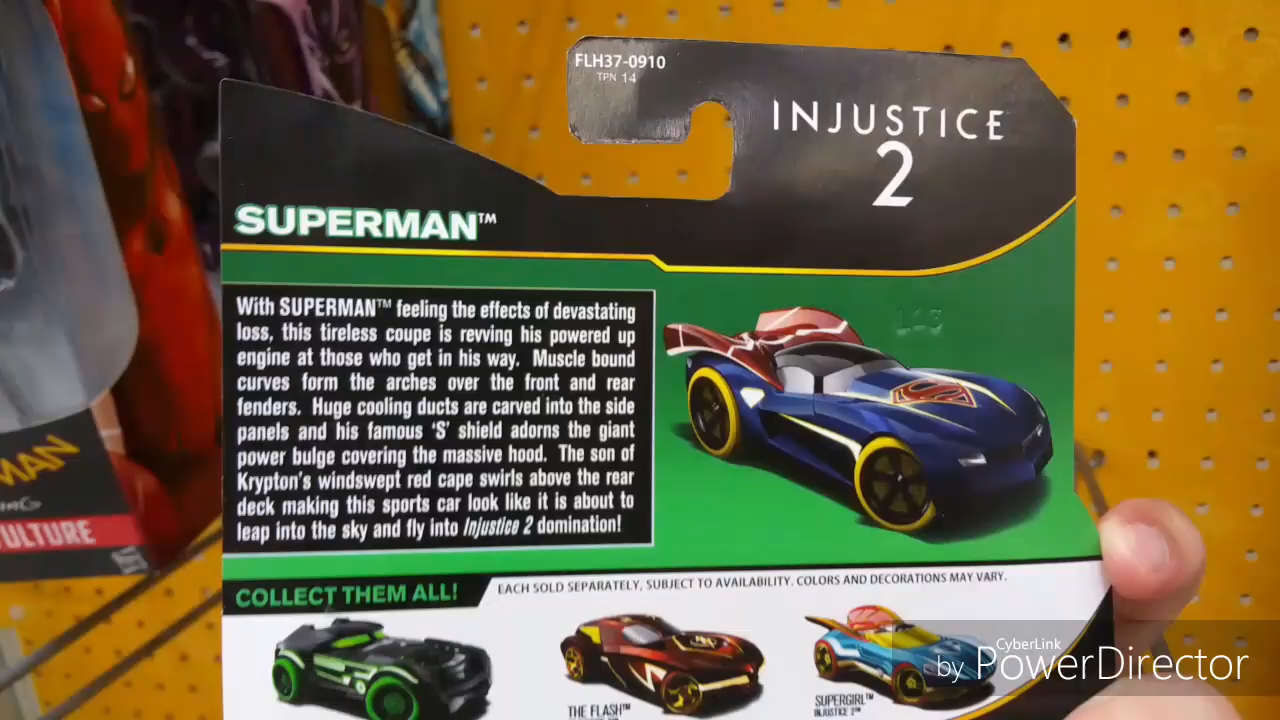 FLH37-0910
TPN 14
INJUSTICE
2
SUPERMAN™
With SUPERMAN™ feeling the effects of devastating
loss, this tireless coupe is revving his powered up
engine at those who get in his way. Muscle bound
curves form the arches over the front and rear
fenders. Huge cooling ducts are carved into the side
panels and his famous 'S' shield adorns the giant
power bulge covering the massive hood. The son of
Krypton's windswept red cape swirls above the rear
deck making this sports car look like it is about to
leap into the sky and fly into Injustice 2 domination!
COLLECT THEM ALL!
EACH SOLD SEPARATELY, SUBJECT TO AVAILABILITY. COLORS AND DECORATIONS MAY VARY.
THE FLASH™
SUPERGIRL™
INJUSTICE 2™
MAN
ULTURE
CyberLink
by PowerDirector